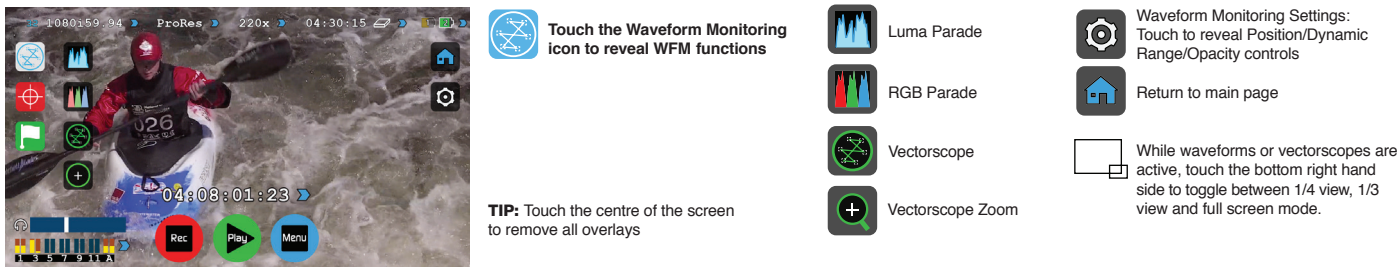 1080i59.94 ProRes 220x 04:30:15
026
04:08:01:23
Rec Play Menu
1 3 5 7 9 11 A
Touch the Waveform Monitoring
icon to reveal WFM functions
TIP: Touch the centre of the screen
to remove all overlays
Luma Parade
RGB Parade
Vectorscope
Vectorscope Zoom
Waveform Monitoring Settings:
Touch to reveal Position/Dynamic
Range/Opacity controls
Return to main page
While waveforms or vectorscopes are
active, touch the bottom right hand
side to toggle between 1/4 view, 1/3
view and full screen mode.